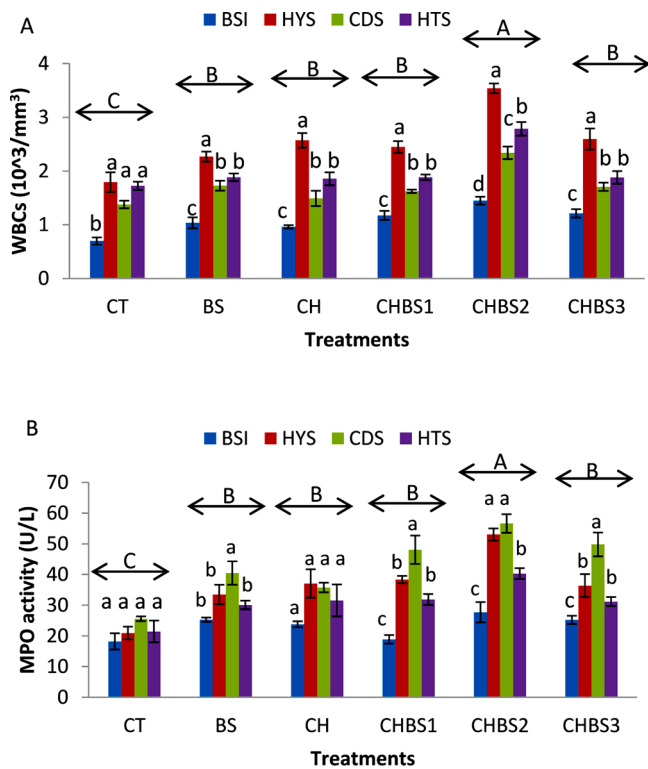 A
BSI HYS CDS HTS
A
B B B B
C
WBCs (10^3/mm³)
4
3
2
1
0
b a a a
c a b b
c a b b
c a b b
d a c b
c a b b
CT BS CH CHBS1 CHBS2 CHBS3
Treatments
B
BSI HYS CDS HTS
A
B B B B
C
MPO activity (U/L)
70
60
50
40
30
20
10
0
a a a a
b b a b
a a a a
c b a b
c a a b
c b a b
CT BS CH CHBS1 CHBS2 CHBS3
Treatments